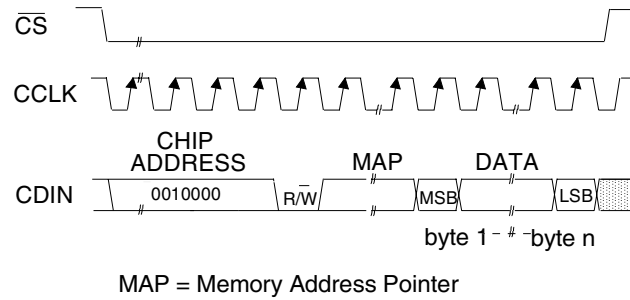 CS
CCLK
CHIP ADDRESS
MAP
DATA
CDIN
0010000
R/W
MSB
LSB
byte 1
byte n
MAP = Memory Address Pointer